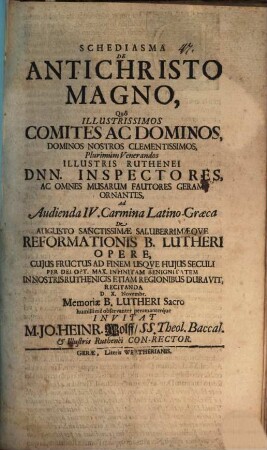 SCHEDIASMA
DE
ANTICHRISTO
MAGNO,
Quô
ILLUSTRISSIMOS
COMITES AC DOMINOS,
DOMINOS NOSTROS CLEMENTISSIMOS,
Plurimùm Venerandos
ILLUSTRIS RUTHENEI
DNN. INSPECTORES,
AC OMNES MUSARUM FAUTORES GERAM
ORNANTES,
Ad
Audienda IV. Carmina Latino-Græca
De
AUGUSTO SANCTISSIMÆ SALUBERRIMÆQVE
REFORMATIONIS B. LUTHERI
OPERE,
CUJUS FRUCTUS AD FINEM USQVE HUJUS SECULI
PER DEI OPT. MAX. INFINITAM BENIGNITATEM
IN NOSTRIS RUTHENICIS ETIAM REGIONIBUS DURAVIT,
RECITANDA
D. X. Novembr.
Memoriæ B. LUTHERI Sacro
INVITAT
M. JO. HEINR. Wolff / SS. Theol. Baccal.
& Illustris Ruthenei CON-RECTOR.
GERÆ, Literis WERTHERIANIS.